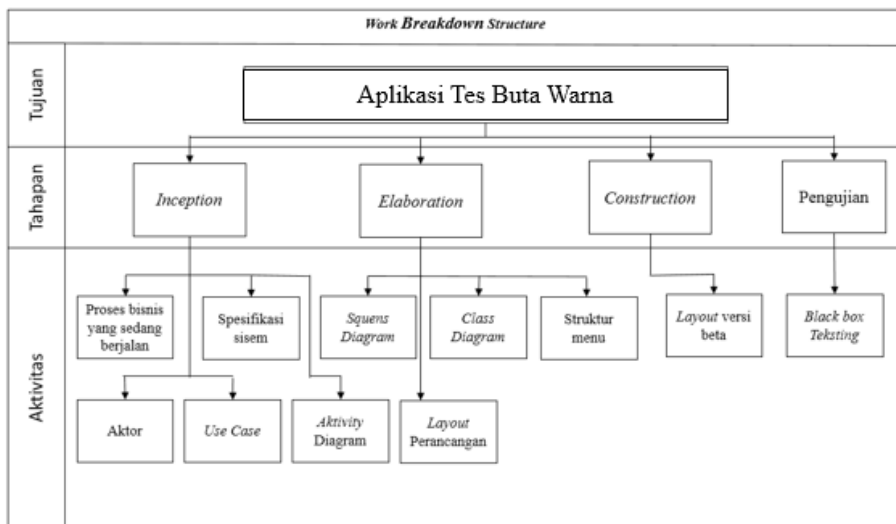 Work Breakdown Structure
Tujuan
Aplikasi Tes Buta Warna
Tahapan
Inception
Elaboration
Construction
Pengujian
Aktivitas
Proses bisnis
yang sedang
berjalan
Spesifikasi
sisem
Squens
Diagram
Class
Diagram
Struktur
menu
Layout versi
beta
Black box
Teksting
Aktor
Use Case
Aktivity
Diagram
Layout
Perancangan